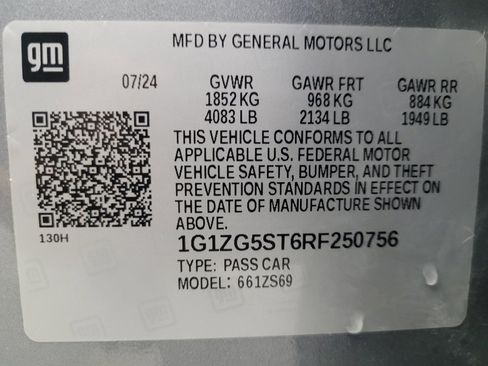 gm
MFD BY GENERAL MOTORS LLC
07/24 GVWR GAWR FRT GAWR RR
1852 KG 968 KG 884 KG
4083 LB 2134 LB 1949 LB
THIS VEHICLE CONFORMS TO ALL
APPLICABLE U.S. FEDERAL MOTOR
VEHICLE SAFETY, BUMPER, AND THEFT
PREVENTION STANDARDS IN EFFECT ON
THE DATE OF MANUFACTURE SHOWN
ABOVE.
130H
1G1ZG5ST6RF250756
TYPE: PASS CAR
MODEL: 661ZS69